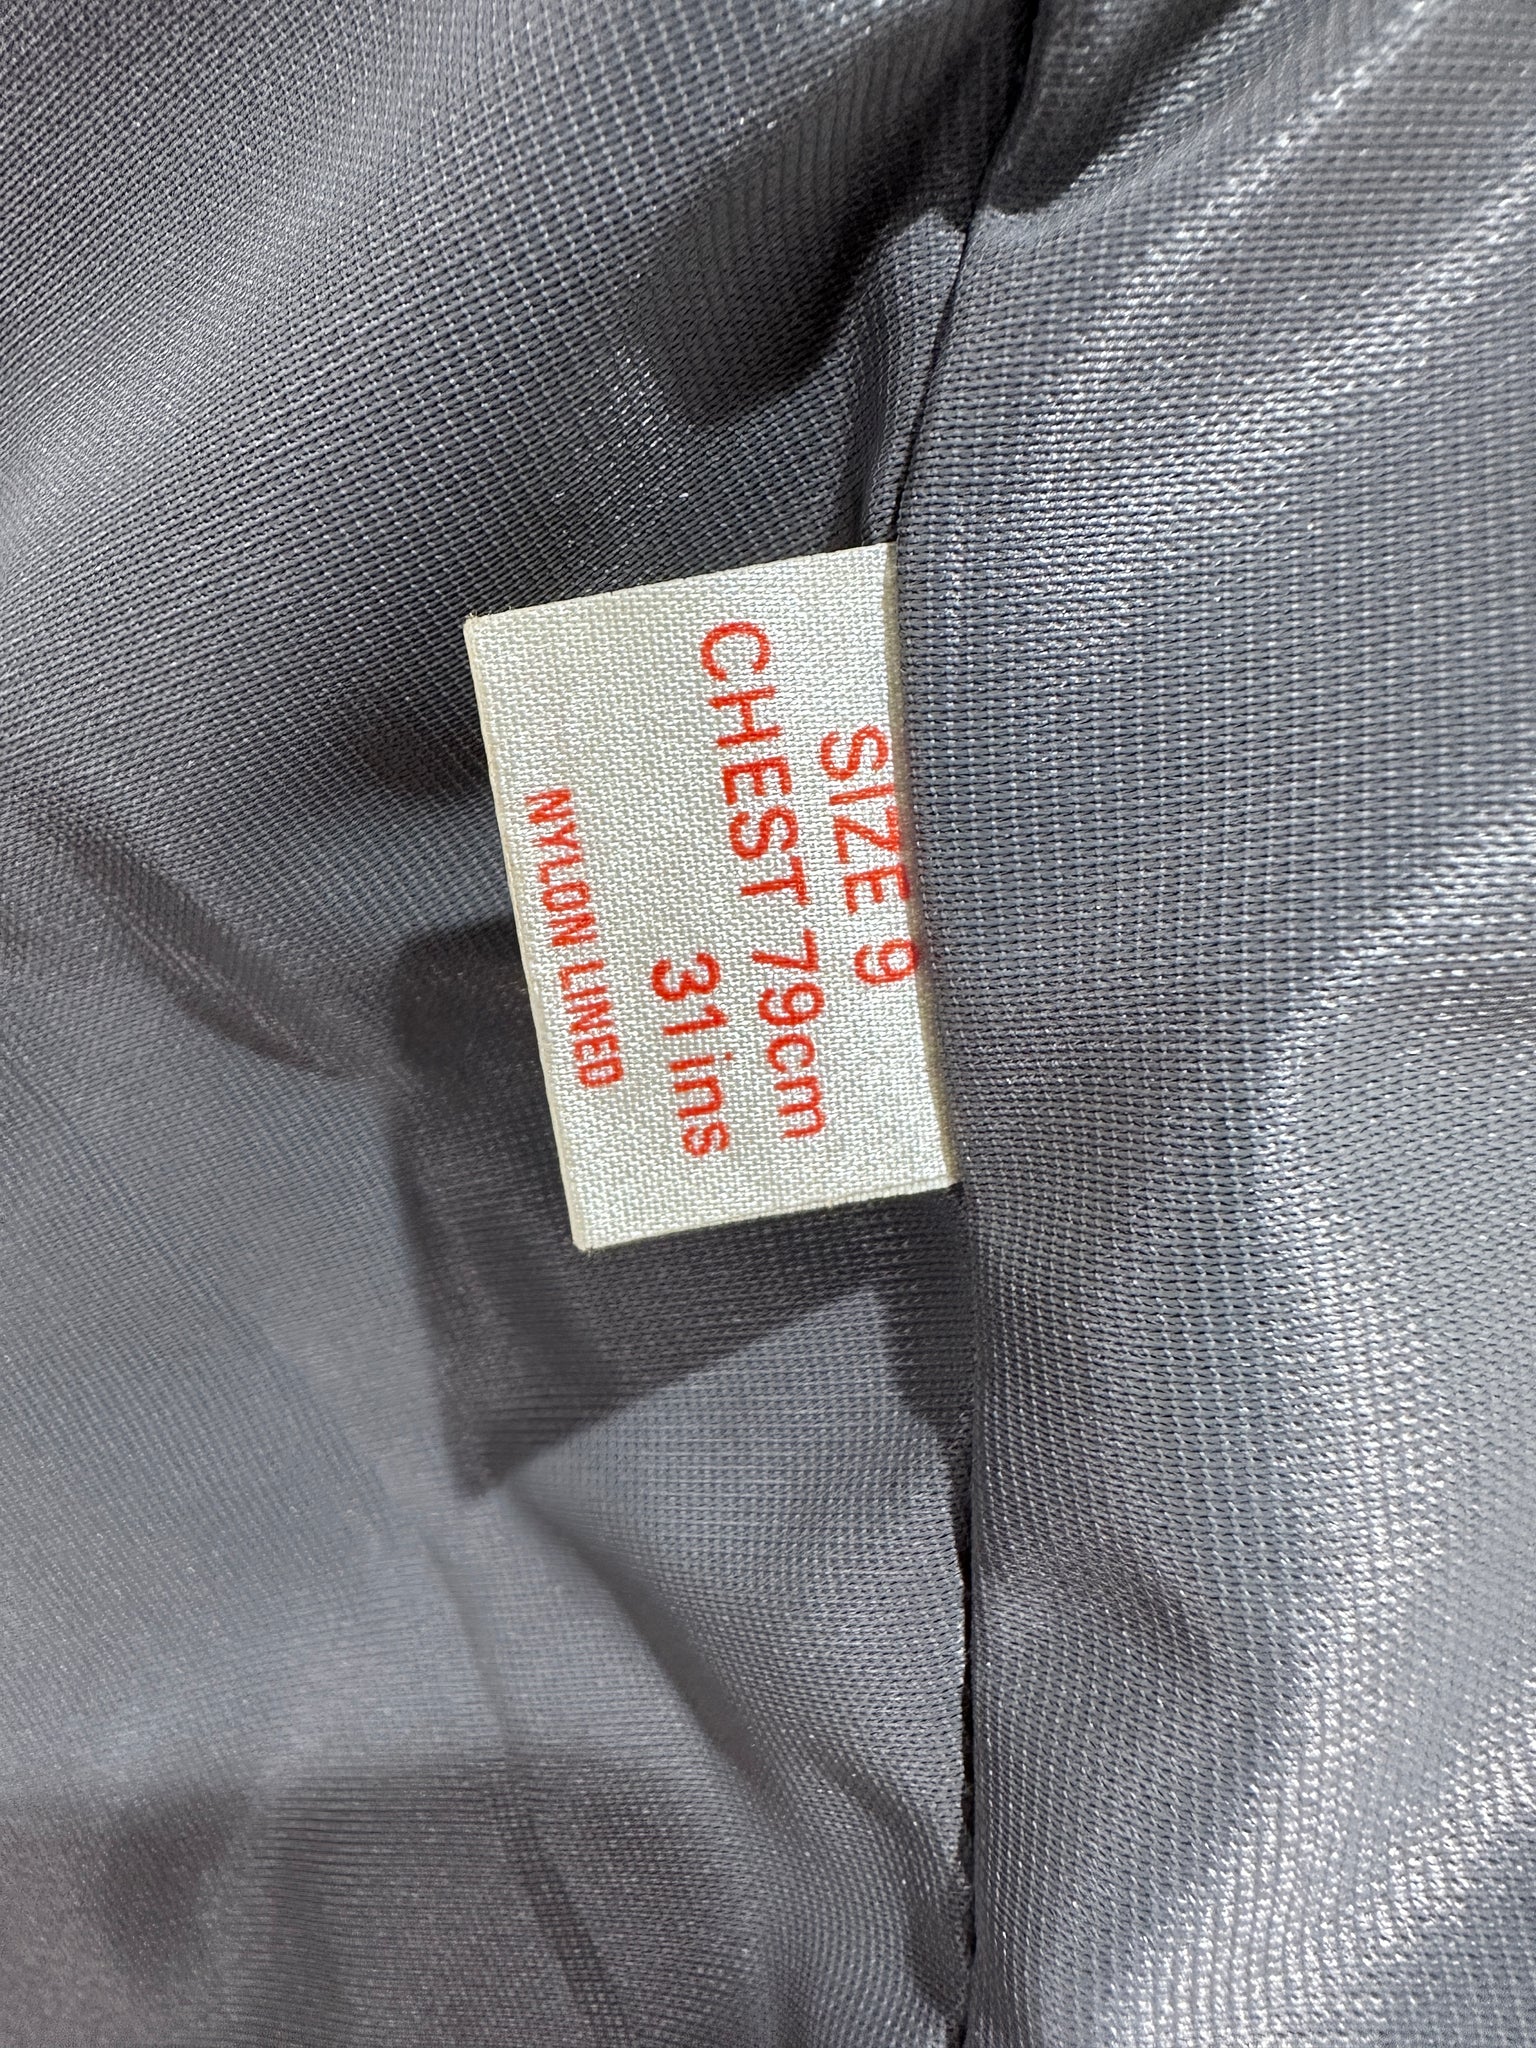 SIZE 9
CHEST 79cm
31ins
NYLON LINED